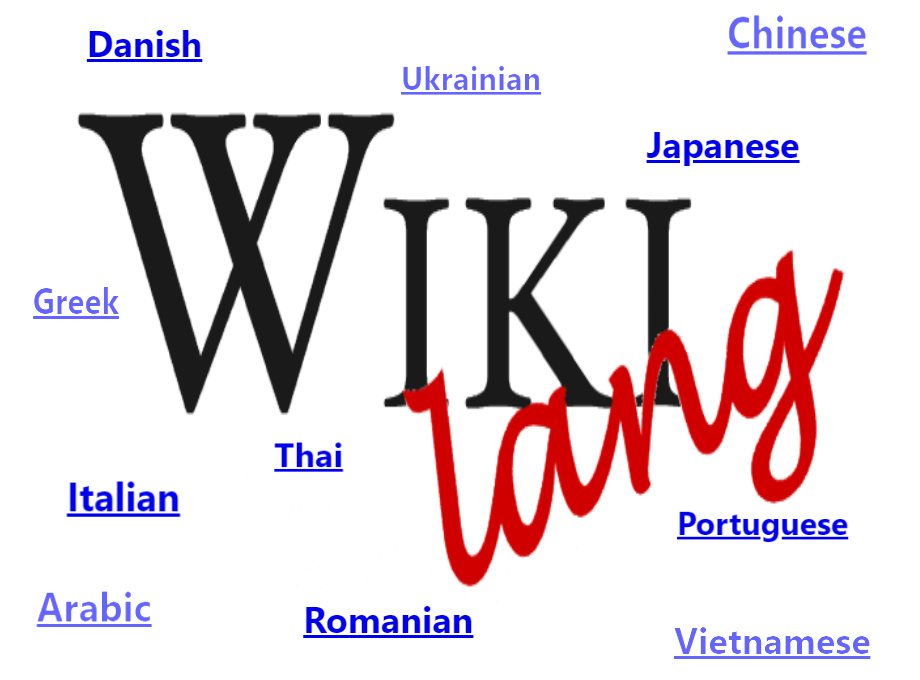 Danish
Chinese
Ukrainian
Japanese
WIKI
lang
Greek
Thai
Italian
Portuguese
Arabic
Romanian
Vietnamese